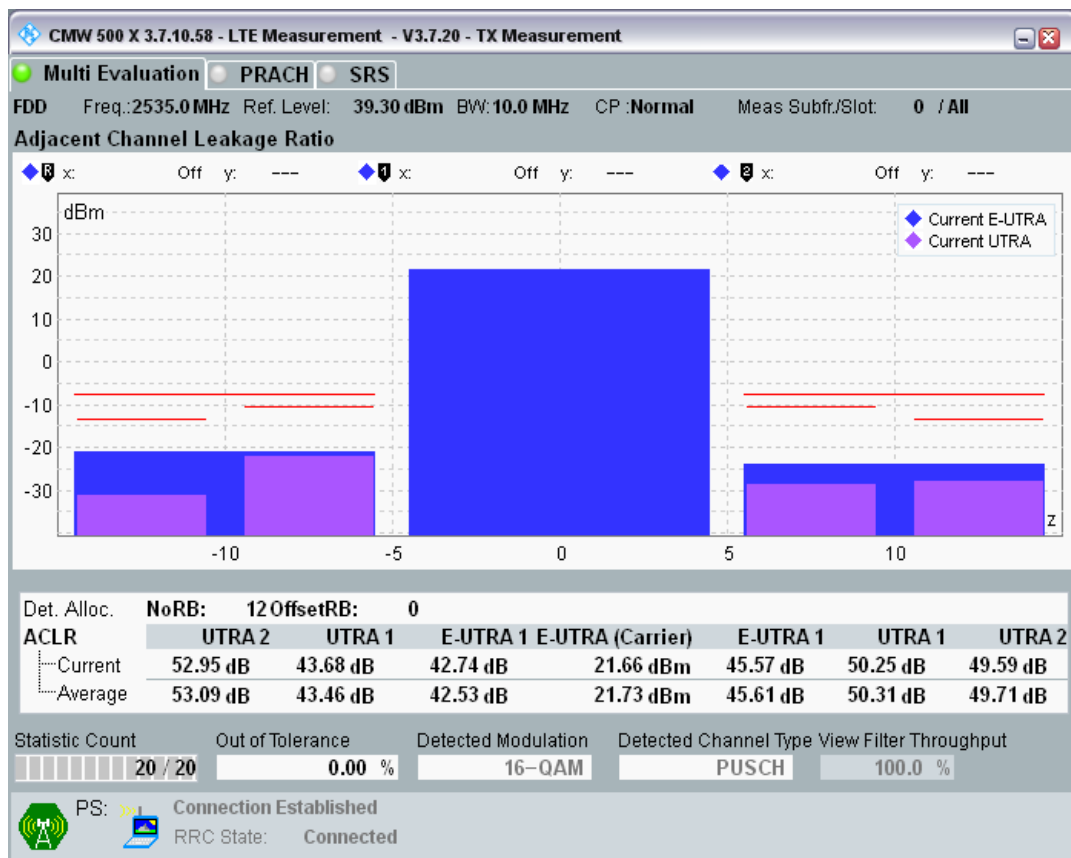 CMW 500 X 3.7.10.58 - LTE Measurement - V3.7.20 - TX Measurement
Multi Evaluation PRACH SRS
FDD Freq.:2535.0 MHz Ref. Level: 39.30 dBm BW: 10.0 MHz CP :Normal Meas Subfr./Slot: 0 / All
Adjacent Channel Leakage Ratio
R x: Off y: --- 1 x: Off y: --- 2 x: Off y: ---
dBm
Current E-UTRA
Current UTRA
30
20
10
0
-10
-20
-30
z
-10 -5 0 5 10
Det. Alloc. NoRB: 12 OffsetRB: 0
ACLR UTRA 2 UTRA 1 E-UTRA 1 E-UTRA (Carrier) E-UTRA 1 UTRA 1 UTRA 2
Current 52.95 dB 43.68 dB 42.74 dB 21.66 dBm 45.57 dB 50.25 dB 49.59 dB
Average 53.09 dB 43.46 dB 42.53 dB 21.73 dBm 45.61 dB 50.31 dB 49.71 dB
Statistic Count Out of Tolerance Detected Modulation Detected Channel Type View Filter Throughput
20 / 20 0.00 % 16-QAM PUSCH 100.0 %
PS: Connection Established
RRC State: Connected